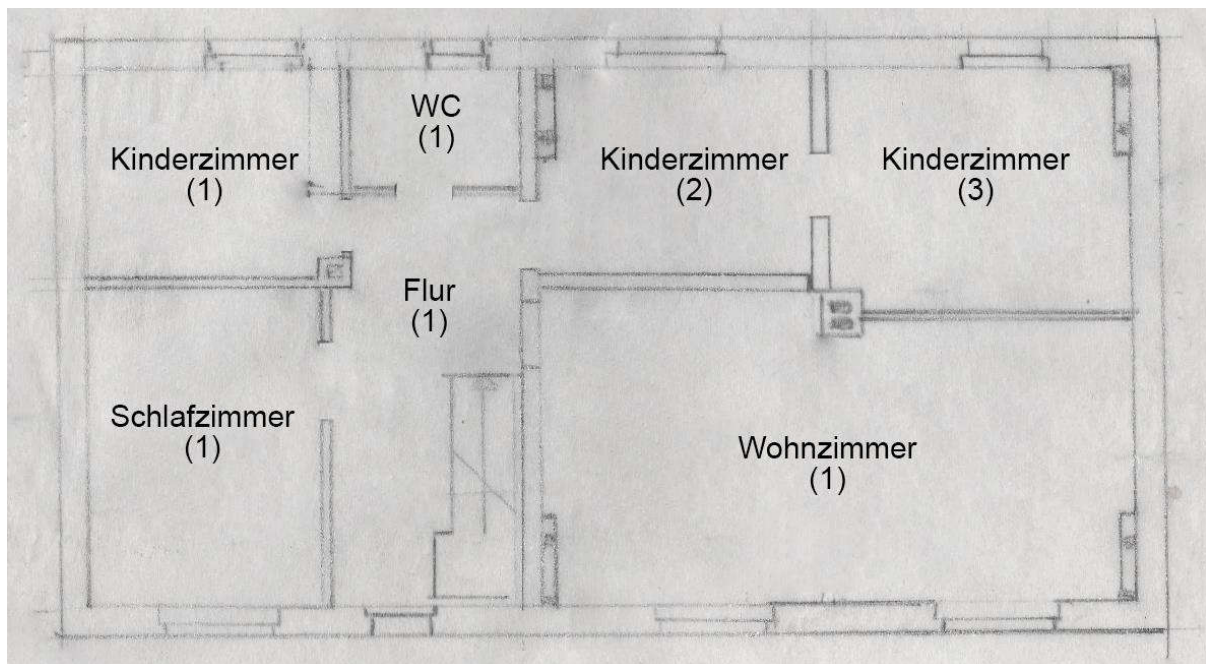 WC
(1)
Kinderzimmer
(1)
Kinderzimmer
(2)
Kinderzimmer
(3)
Flur
(1)
Schlafzimmer
(1)
Wohnzimmer
(1)